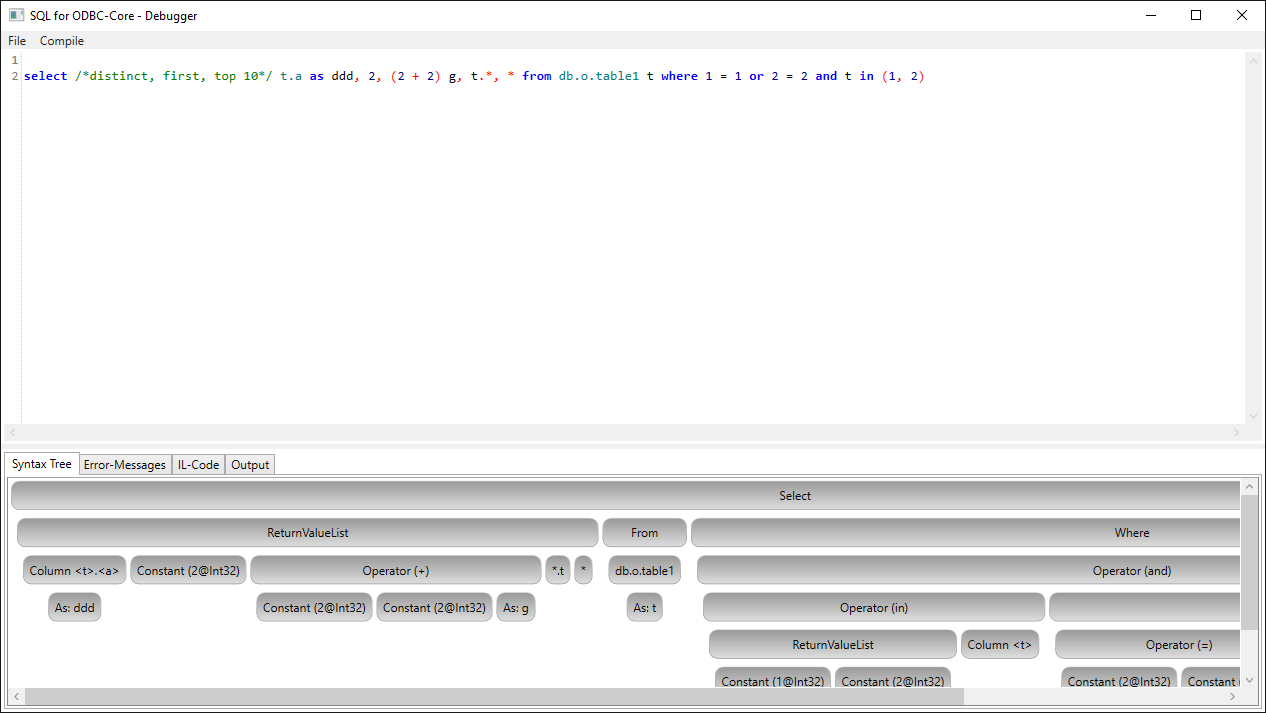 SQL for ODBC-Core - Debugger
File Compile
1
2 select /*distinct, first, top 10*/ t.a as ddd, 2, (2 + 2) g, t.*, * from db.o.table1 t where 1 = 1 or 2 = 2 and t in (1, 2)
Syntax Tree Error-Messages IL-Code Output
Select
ReturnValueList From Where
Column <t>.<a> Constant (2@Int32) Operator (+) *.t * db.o.table1 Operator (and)
As: ddd Constant (2@Int32) Constant (2@Int32) As: g As: t Operator (in)
ReturnValueList Column <t> Operator (=)
Constant (1@Int32) Constant (2@Int32) Constant (2@Int32) Constant